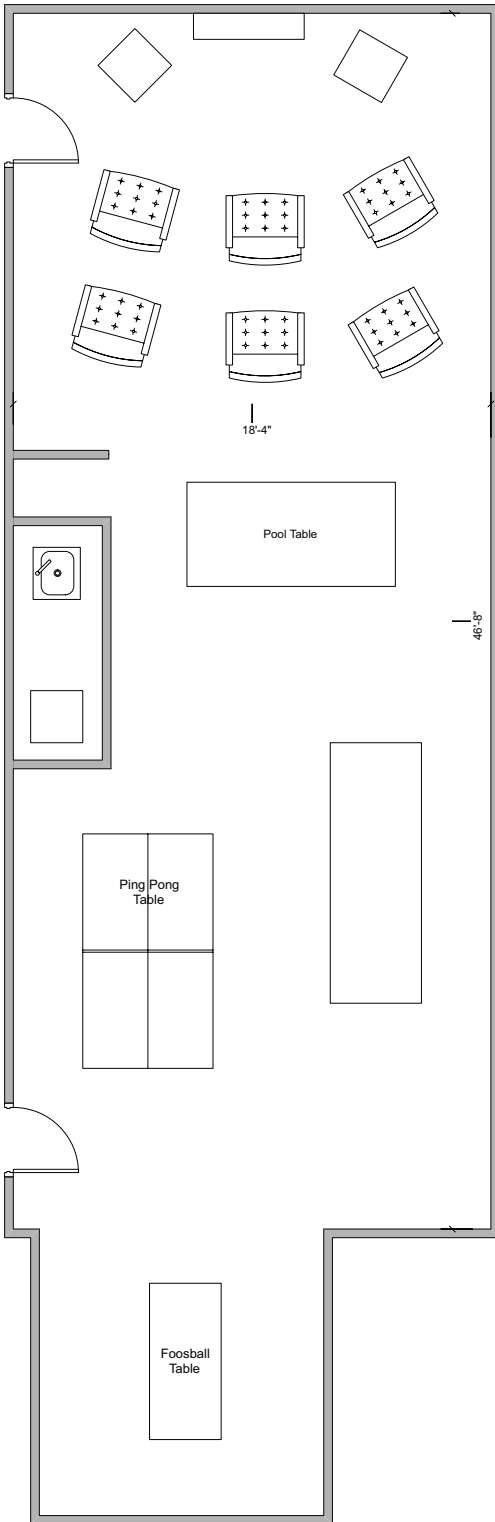 18'-4"
Pool Table
46'-8"
Ping Pong
Table
Foosball
Table